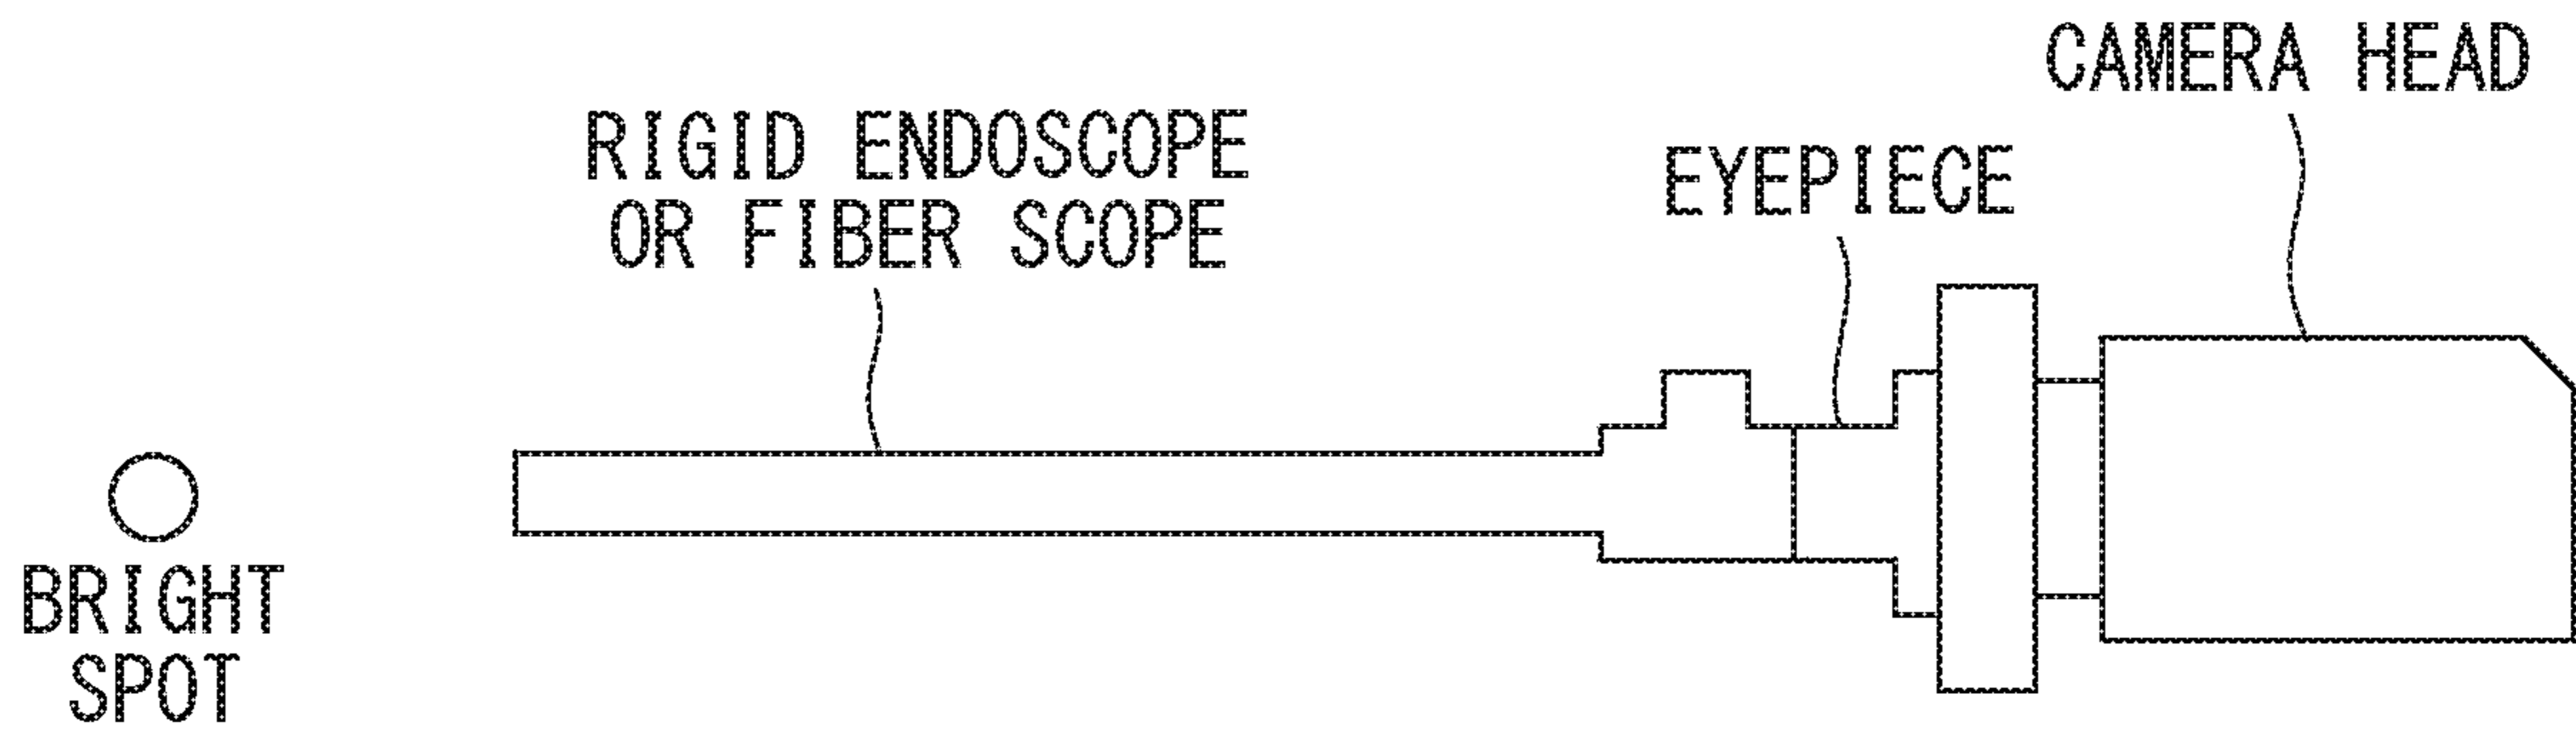 CAMERA HEAD
RIGID ENDOSCOPE
OR FIBER SCOPE
EYEPIECE
BRIGHT
SPOT